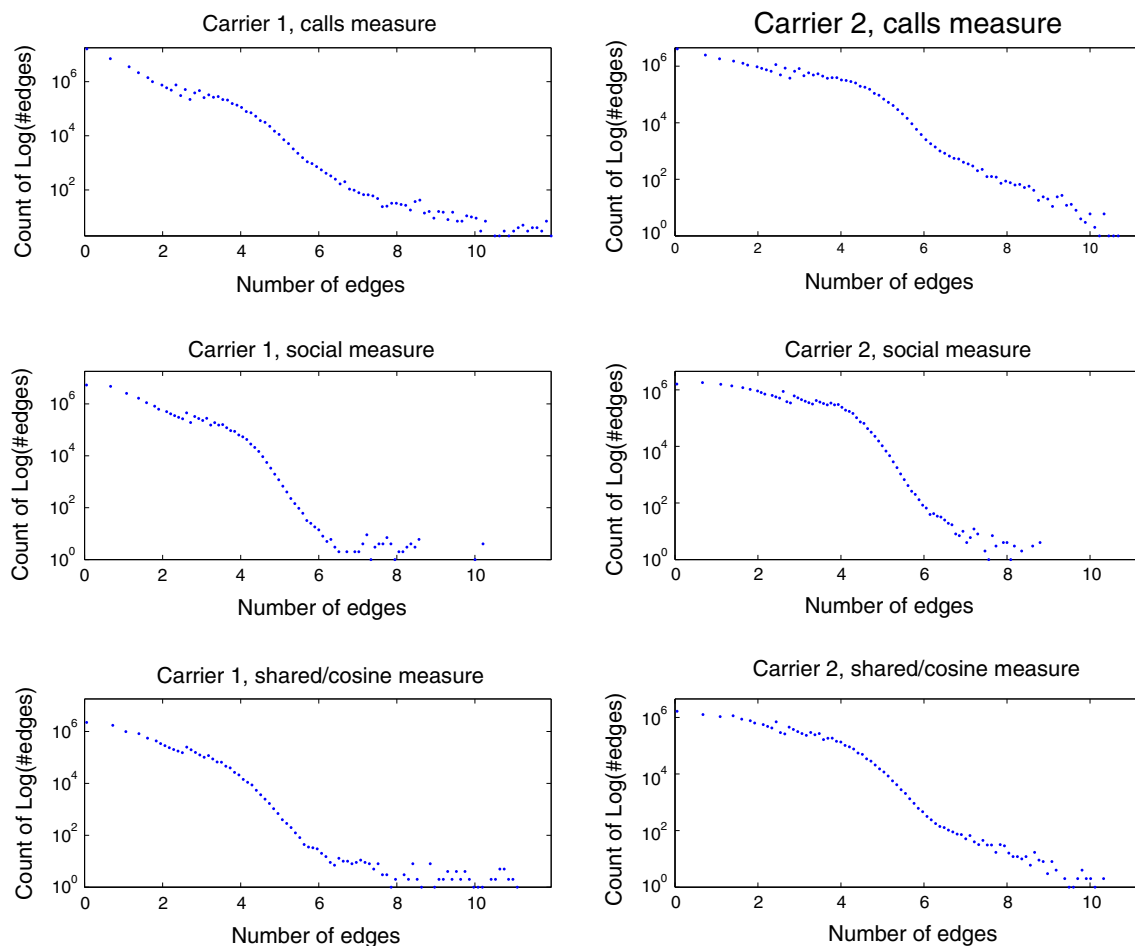 Carrier 1, calls measure
Count of Log(#edges)
10^6
10^4
10^2
0 2 4 6 8 10
Number of edges
Carrier 2, calls measure
Count of Log(#edges)
10^6
10^4
10^2
10^0
0 2 4 6 8 10
Number of edges
Carrier 1, social measure
Count of Log(#edges)
10^6
10^4
10^2
10^0
0 2 4 6 8 10
Number of edges
Carrier 2, social measure
Count of Log(#edges)
10^6
10^4
10^2
10^0
0 2 4 6 8 10
Number of edges
Carrier 1, shared/cosine measure
Count of Log(#edges)
10^6
10^4
10^2
10^0
0 2 4 6 8 10
Number of edges
Carrier 2, shared/cosine measure
Count of Log(#edges)
10^6
10^4
10^2
10^0
0 2 4 6 8 10
Number of edges